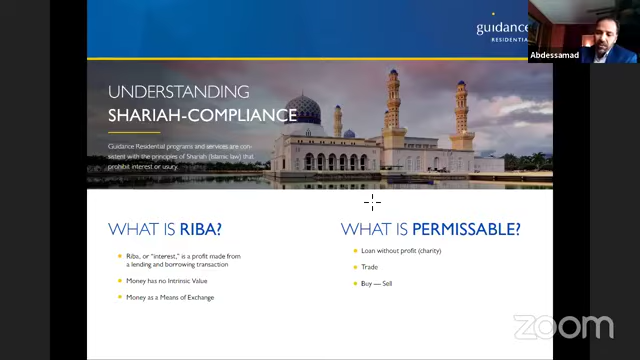 guidance
RESIDENTIA
Abdessamad
UNDERSTANDING
SHARIAH-COMPLIANCE
Guidance Residential programs and services are con-
sistent with the principles of Shariah (Islamic law) that
prohibit interest or usury.
WHAT IS RIBA?
Riba, or "interest," is a profit made from
a lending and borrowing transaction
Money has no Intrinsic Value
Money as a Means of Exchange
WHAT IS PERMISSABLE?
Loan without profit (charity)
Trade
Buy — Sell
zoom